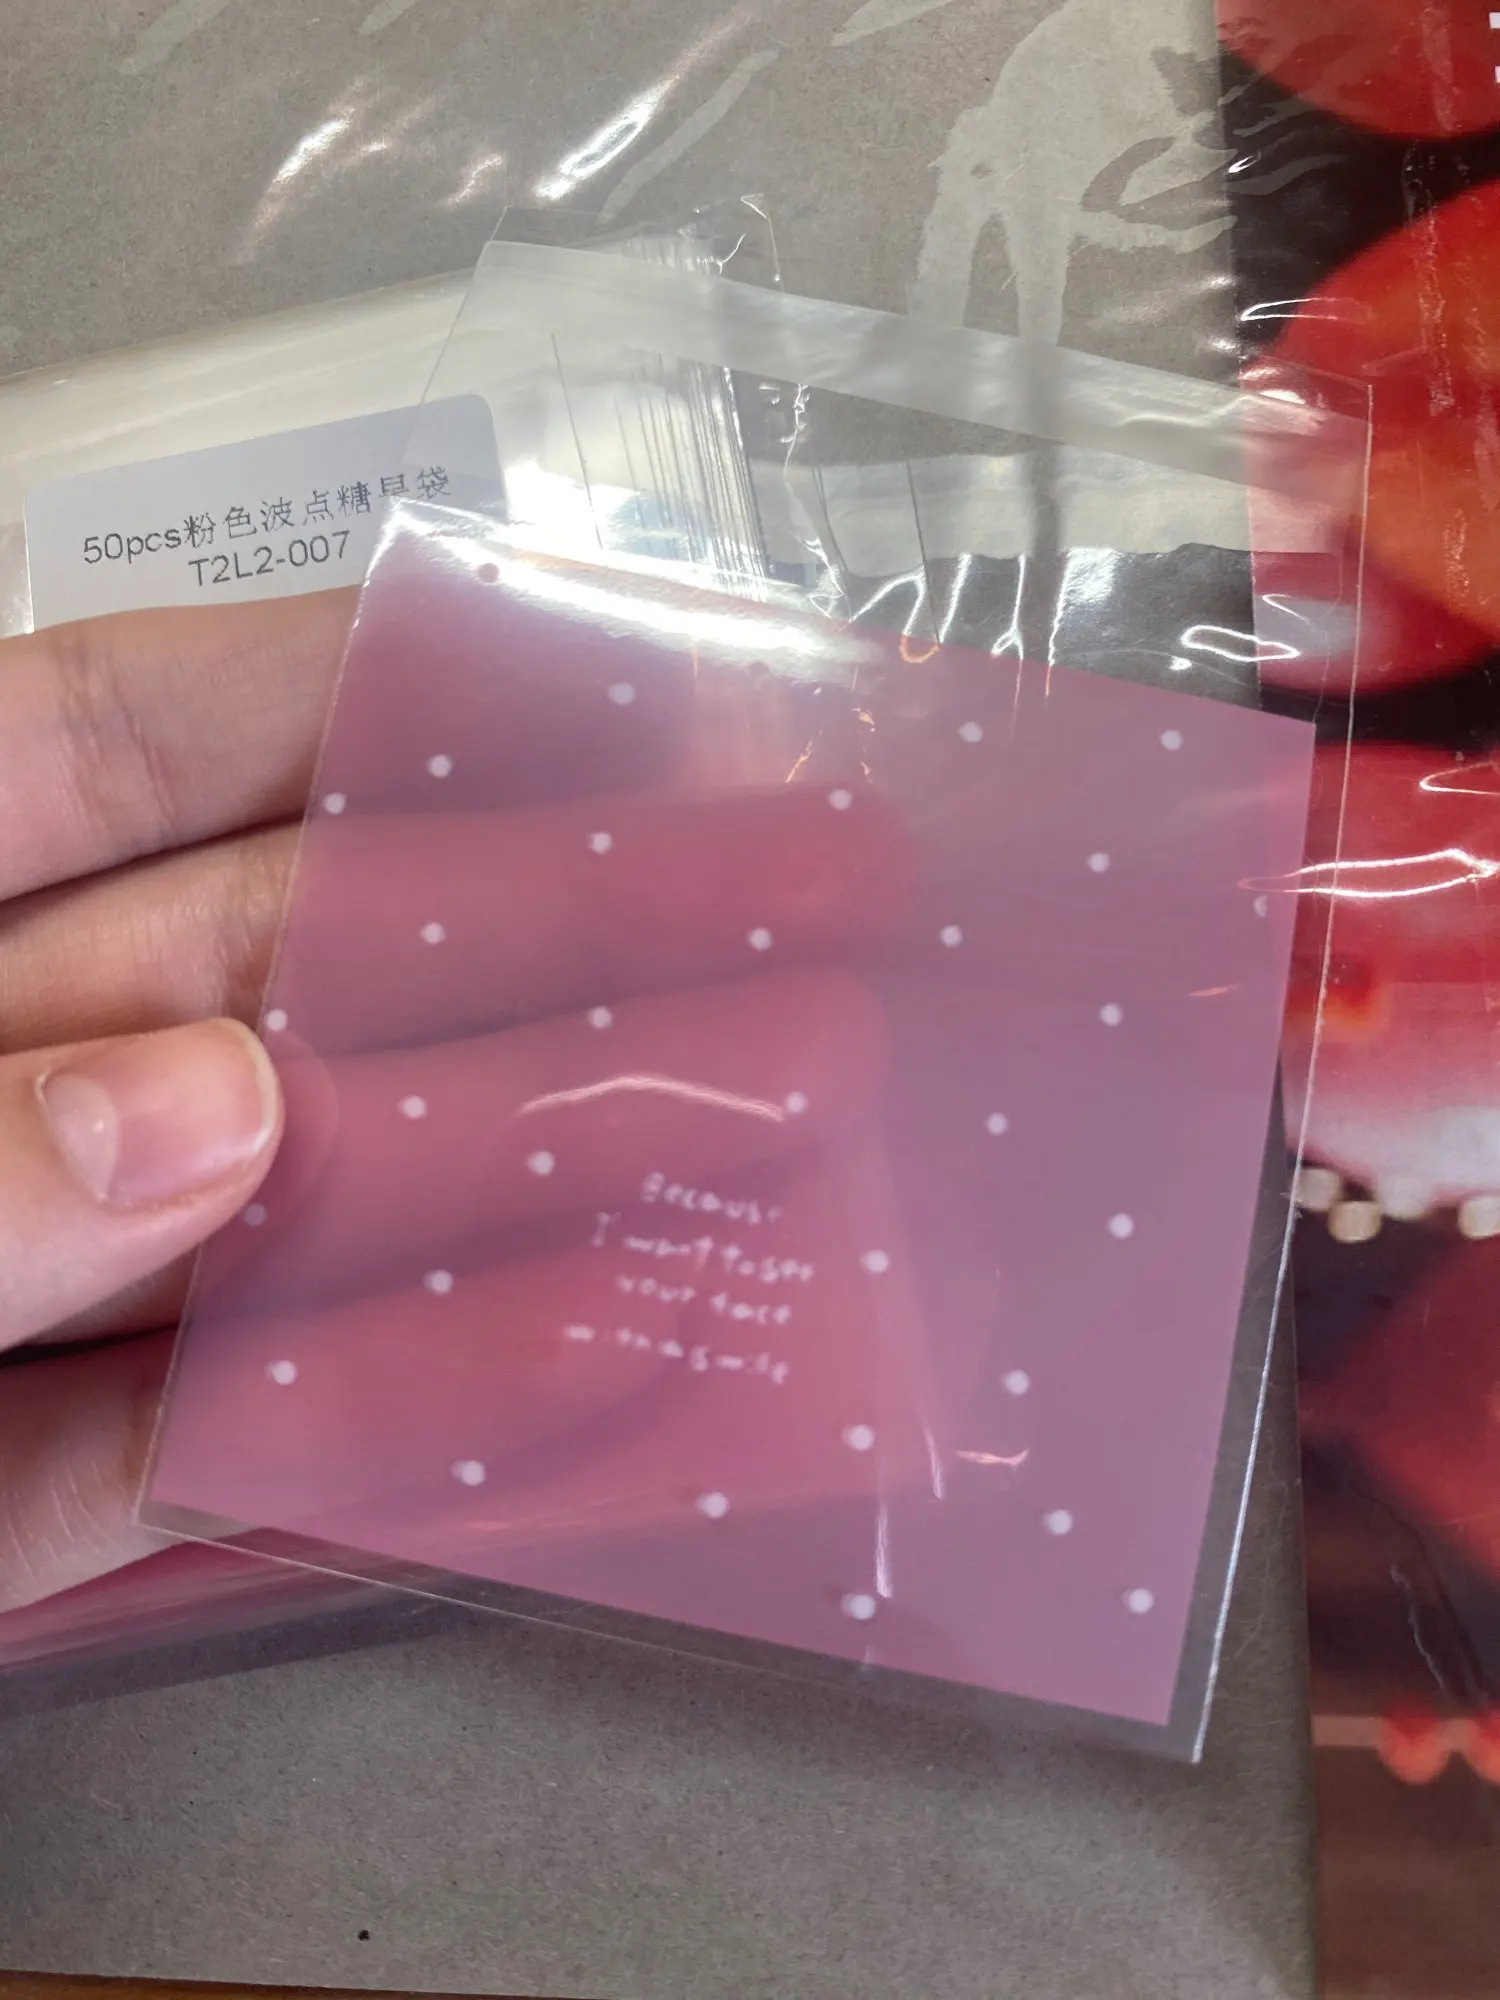 50pcs粉色波点糖果袋
T2L2-007
Because
I want to see
your face
with a smile